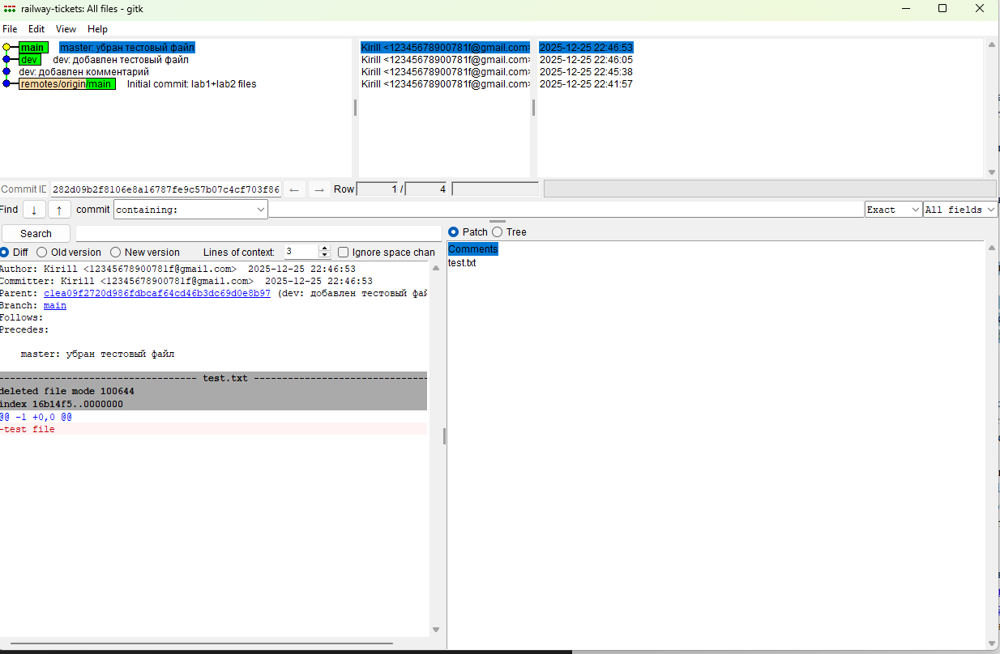 railway-tickets: All files - gitk
File Edit View Help
main master: убран тестовый файл Kirill <12345678900781f@gmail.com> 2025-12-25 22:46:53
dev dev: добавлен тестовый файл Kirill <12345678900781f@gmail.com> 2025-12-25 22:46:05
dev: добавлен комментарий Kirill <12345678900781f@gmail.com> 2025-12-25 22:45:38
remotes/origin/main Initial commit: lab1+lab2 files Kirill <12345678900781f@gmail.com> 2025-12-25 22:41:57
Commit ID 282d09b2f8106e8a16787fe9c57b07c4cf703f86 ← → Row 1 / 4
Find ↓ ↑ commit containing: Exact All fields
Search
Patch Tree
Diff Old version New version Lines of context: 3 Ignore space chan
Comments
test.txt
Author: Kirill <12345678900781f@gmail.com> 2025-12-25 22:46:53
Committer: Kirill <12345678900781f@gmail.com> 2025-12-25 22:46:53
Parent: c1ea09f2720d986fdbcaf64cd46b3dc69d0e8b97 (dev: добавлен тестовый фай
Branch: main
Follows:
Precedes:
master: убран тестовый файл
---------------------------------- test.txt ------------------------------
deleted file mode 100644
index 16b14f5..0000000
@@ -1 +0,0 @@
-test file